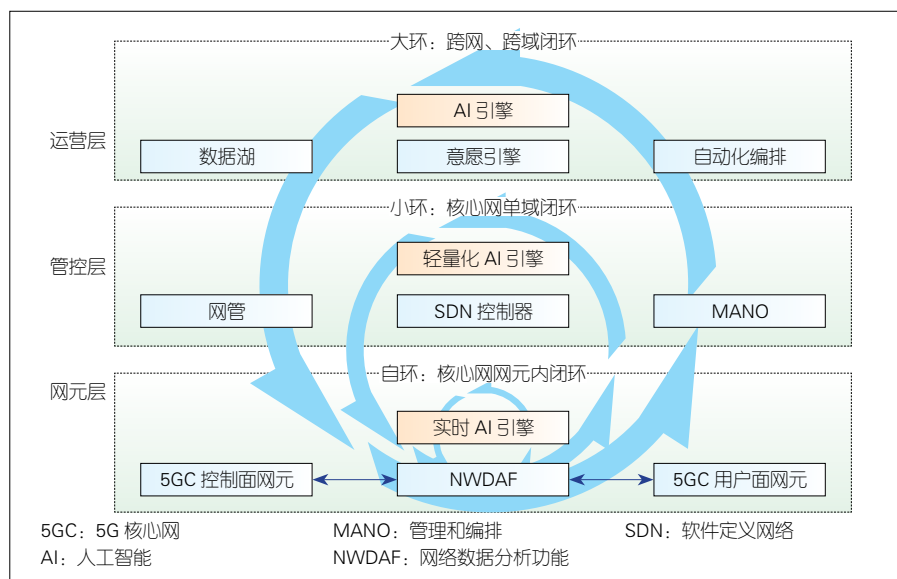 大环：跨网、跨域闭环
AI 引擎
运营层
数据湖
意愿引擎
自动化编排
小环：核心网单域闭环
轻量化 AI 引擎
管控层
网管
SDN 控制器
MANO
自环：核心网网元内闭环
网元层
实时 AI 引擎
5GC 控制面网元
NWDAF
5GC 用户面网元
5GC：5G 核心网
MANO：管理和编排
SDN：软件定义网络
AI：人工智能
NWDAF：网络数据分析功能